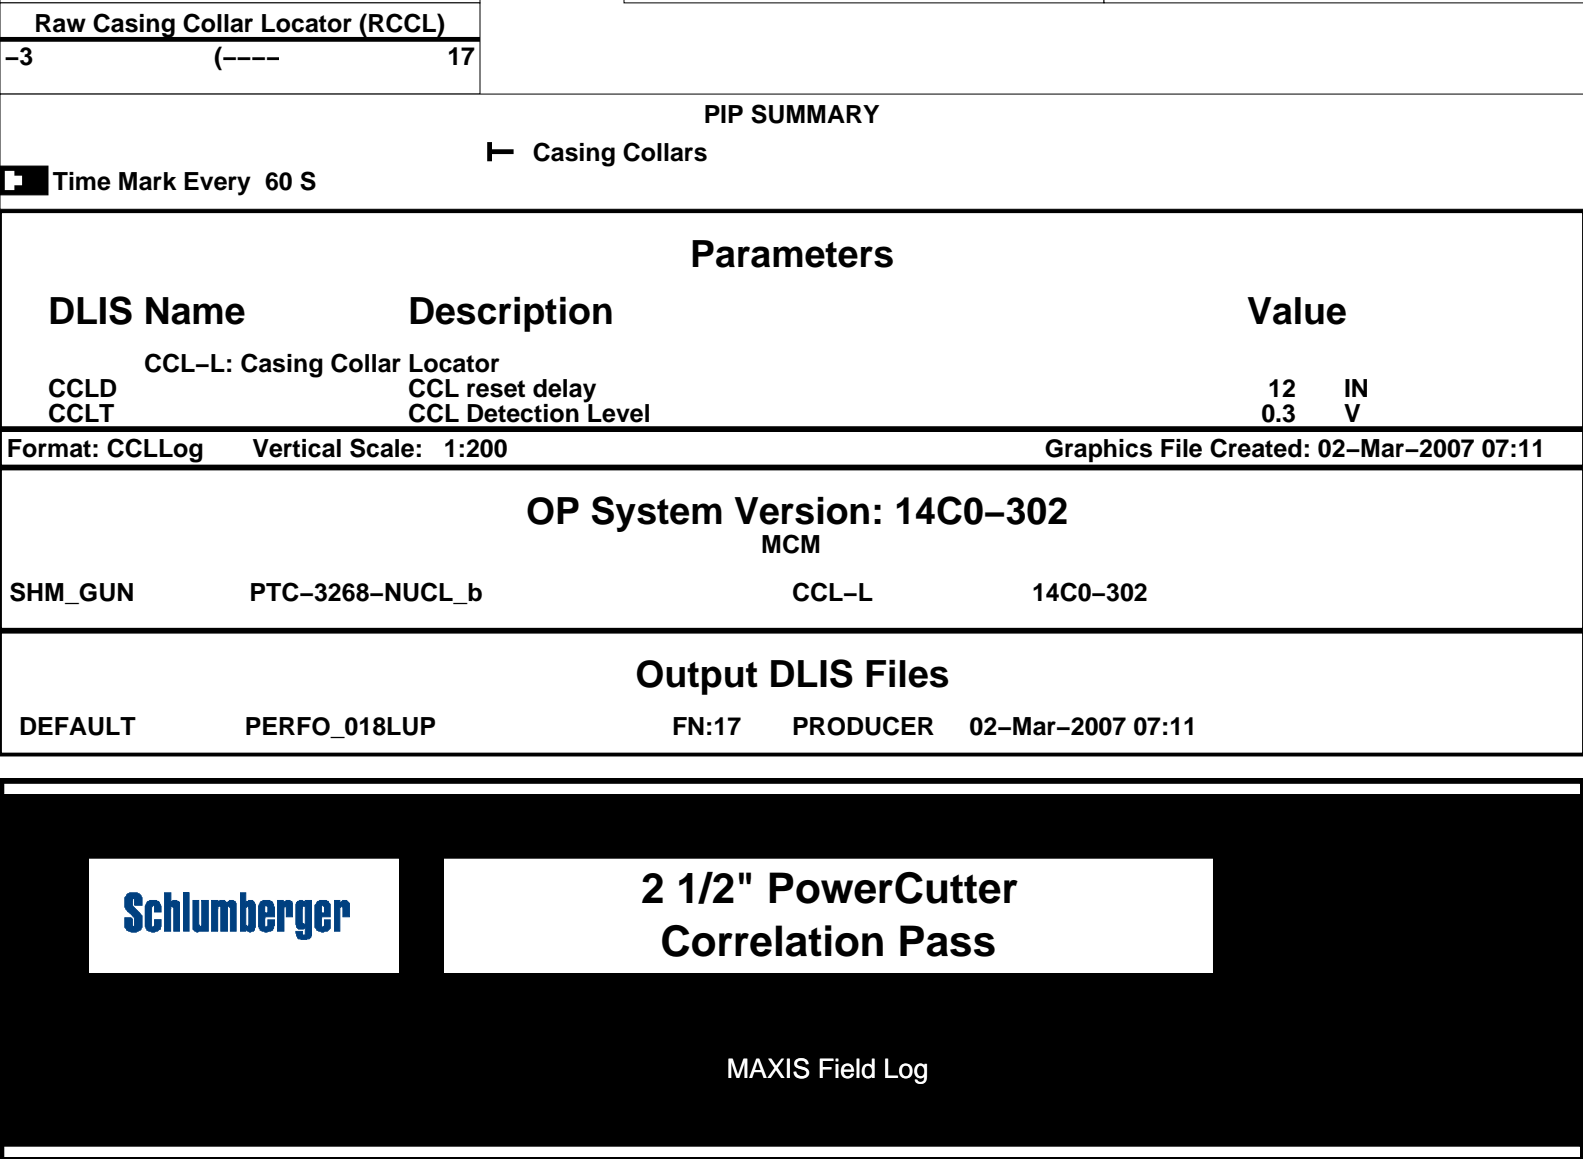 Raw Casing Collar Locator (RCCL)
−3 (−−−− 17
PIP SUMMARY
Casing Collars
Time Mark Every 60 S
Parameters
DLIS Name Description Value
CCL−L: Casing Collar Locator
CCLD CCL reset delay 12 IN
CCLT CCL Detection Level 0.3 V
Format: CCLLog Vertical Scale: 1:200 Graphics File Created: 02−Mar−2007 07:11
OP System Version: 14C0−302
MCM
SHM_GUN PTC−3268−NUCL_b CCL−L 14C0−302
Output DLIS Files
DEFAULT PERFO_018LUP FN:17 PRODUCER 02−Mar−2007 07:11
Schlumberger
2 1/2" PowerCutter
Correlation Pass
MAXIS Field Log